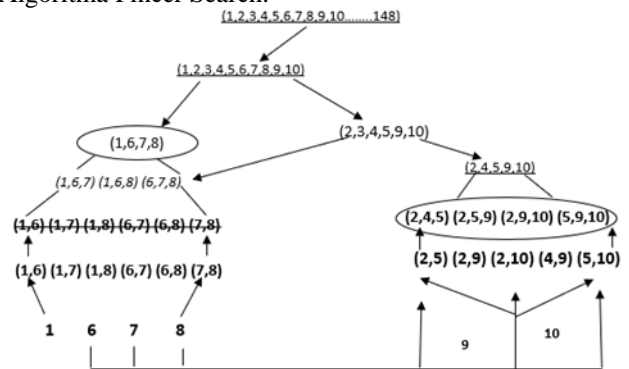 Algoritma Pincer Search.
(1,2,3,4,5,6,7,8,9,10........148)
(1,2,3,4,5,6,7,8,9,10)
(1,6,7,8)
(2,3,4,5,9,10)
(1,6,7) (1,6,8) (6,7,8)
(2,4,5,9,10)
(1,6) (1,7) (1,8) (6,7) (6,8) (7,8)
(2,4,5) (2,5,9) (2,9,10) (5,9,10)
(1,6) (1,7) (1,8) (6,7) (6,8) (7,8)
(2,5) (2,9) (2,10) (4,9) (5,10)
1 6 7 8
9 10